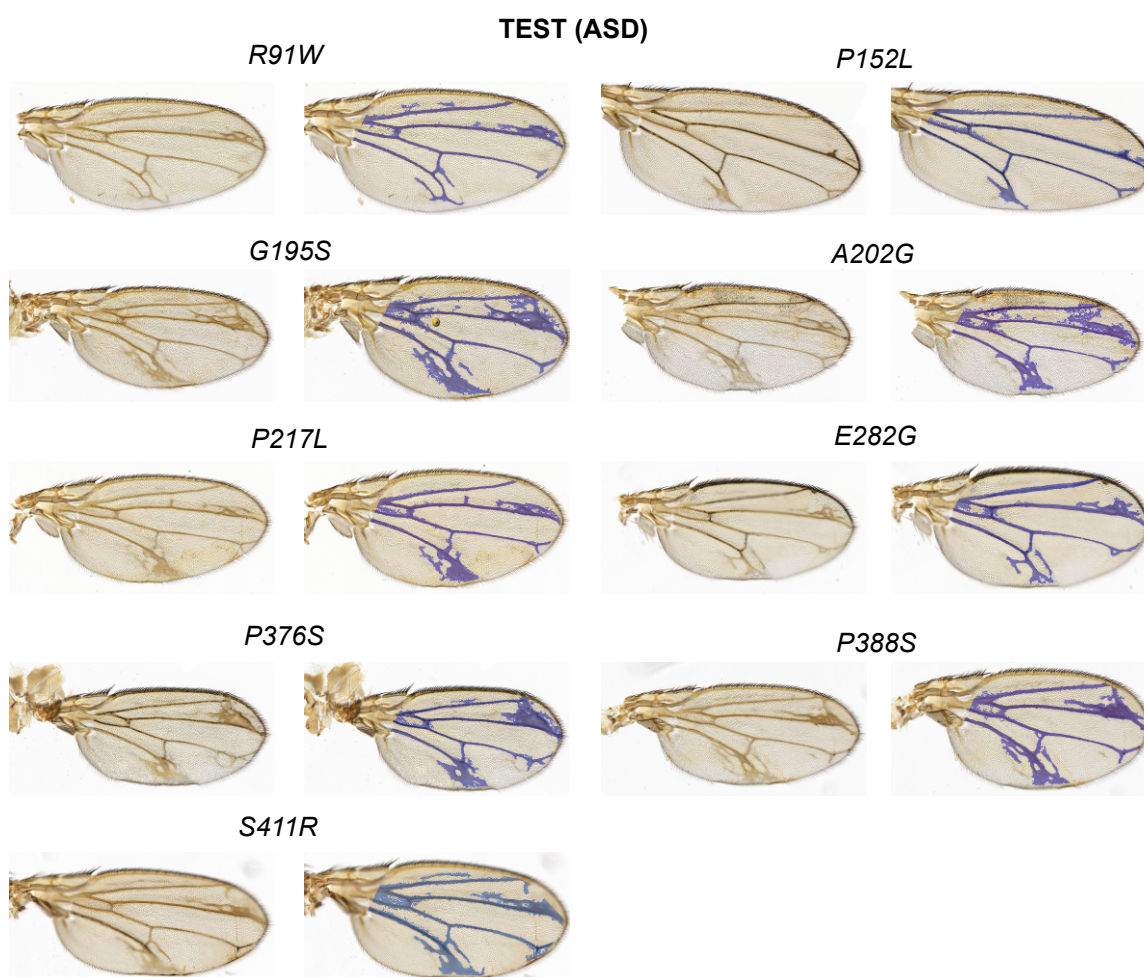 TEST (ASD)
R91W
P152L
G195S
A202G
P217L
E282G
P376S
P388S
S411R